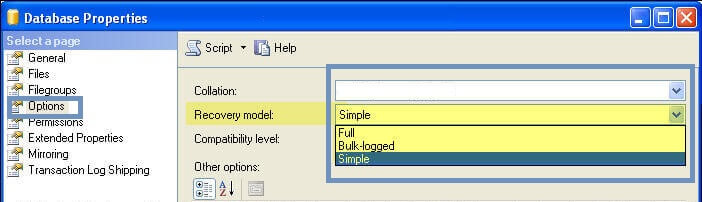 Database Properties
Select a page
General
Files
Filegroups
Options
Permissions
Extended Properties
Mirroring
Transaction Log Shipping
Script Help
Collation:
Recovery model: Simple
Full
Bulk-logged
Simple
Compatibility level:
Other options:
A
Z